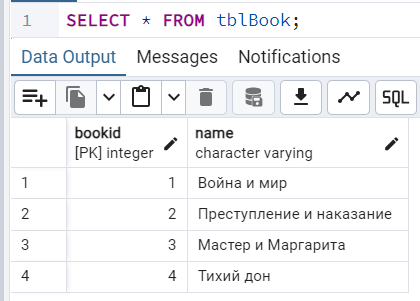 1 SELECT * FROM tblBook;
Data Output Messages Notifications
SQL
bookid name
[PK] integer character varying
1 1 Война и мир
2 2 Преступление и наказание
3 3 Мастер и Маргарита
4 4 Тихий дон